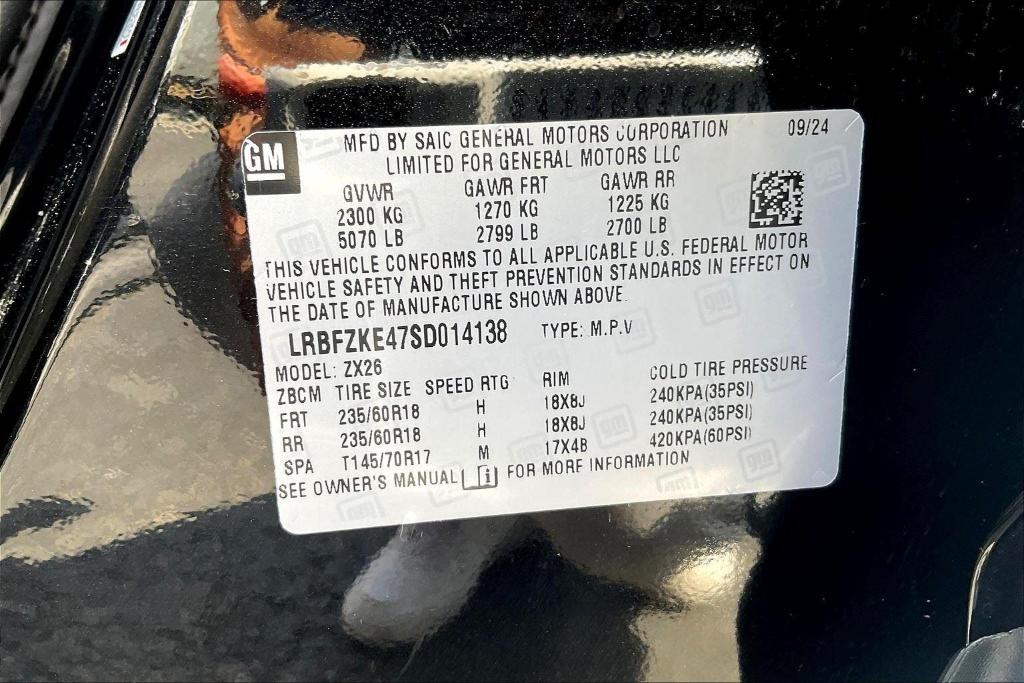 GM
MFD BY SAIC GENERAL MOTORS CORPORATION 09/24
LIMITED FOR GENERAL MOTORS LLC
GVWR GAWR FRT GAWR RR
2300 KG 1270 KG 1225 KG
5070 LB 2799 LB 2700 LB
THIS VEHICLE CONFORMS TO ALL APPLICABLE U.S. FEDERAL MOTOR
VEHICLE SAFETY AND THEFT PREVENTION STANDARDS IN EFFECT ON
THE DATE OF MANUFACTURE SHOWN ABOVE.
LRBFZKE47SD014138 TYPE: M.P.V
MODEL: ZX26
ZBCM TIRE SIZE SPEED RTG RIM COLD TIRE PRESSURE
FRT 235/60R18 H 18X8J 240KPA(35PSI)
RR 235/60R18 H 18X8J 240KPA(35PSI)
SPA T145/70R17 M 17X4B 420KPA(60PSI)
SEE OWNER'S MANUAL i FOR MORE INFORMATION